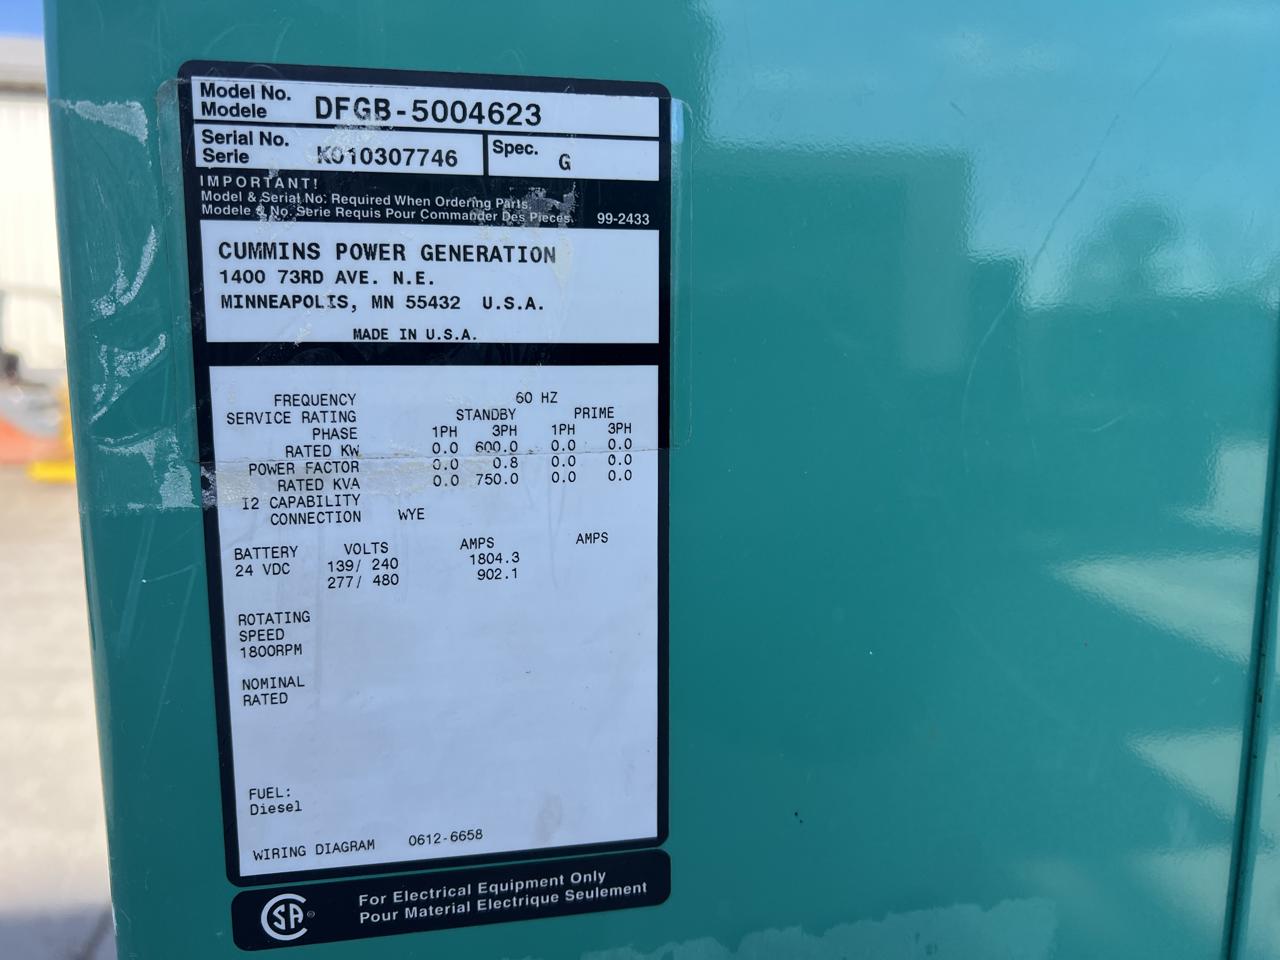 Model No.
Modele DFGB-5004623
Serial No.
Serie K010307746
Spec. G
IMPORTANT!
Model & Serial No. Required When Ordering Parts.
Modele & No. Serie Requis Pour Commander Des Pieces. 99-2433
CUMMINS POWER GENERATION
1400 73RD AVE. N.E.
MINNEAPOLIS, MN 55432 U.S.A.
MADE IN U.S.A.
FREQUENCY 60 HZ
SERVICE RATING STANDBY PRIME
PHASE 1PH 3PH 1PH 3PH
RATED KW 0.0 600.0 0.0 0.0
POWER FACTOR 0.0 0.8 0.0 0.0
RATED KVA 0.0 750.0 0.0 0.0
I2 CAPABILITY
CONNECTION WYE
BATTERY VOLTS AMPS AMPS
24 VDC 139/ 240 1804.3
277/ 480 902.1
ROTATING
SPEED
1800RPM
NOMINAL
RATED
FUEL:
Diesel
WIRING DIAGRAM 0612-6658
SA ®
For Electrical Equipment Only
Pour Material Electrique Seulement